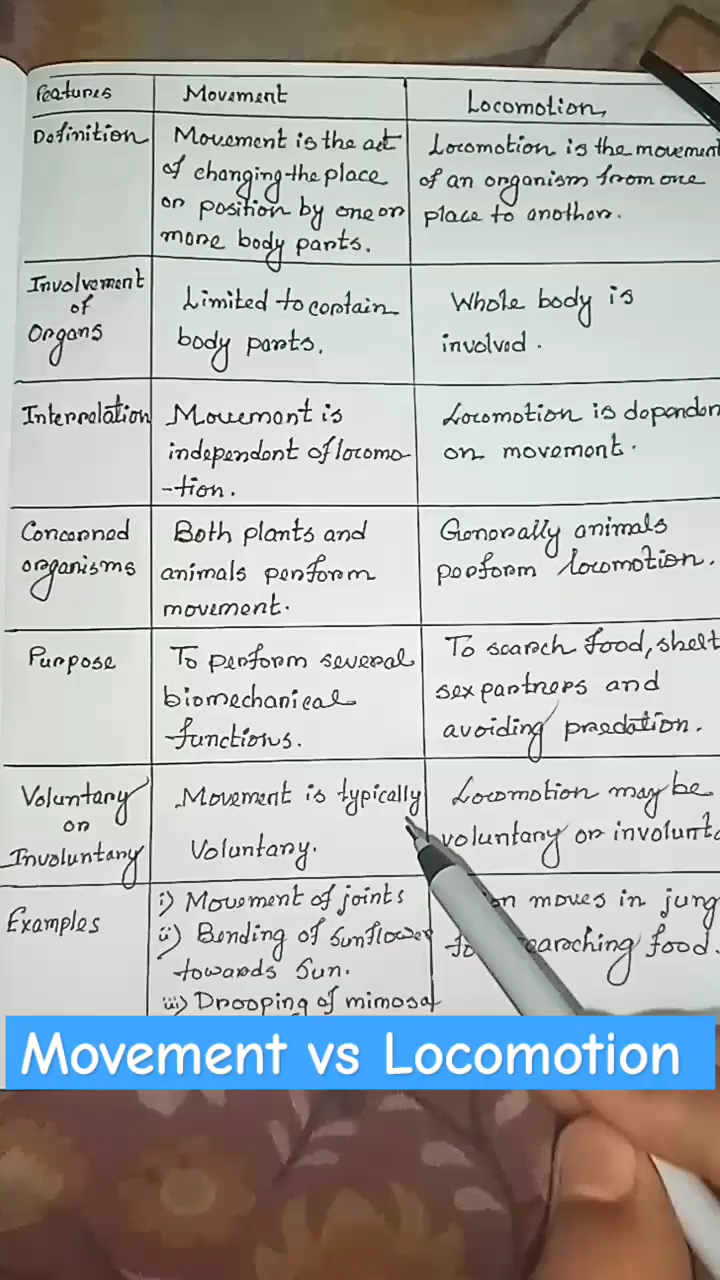 Features
Movement
Locomotion,
Definition
Movement is the act
of changing the place
or position by one or
more body parts.
Locomotion is the movement
of an organism from one
place to another.
Involvement
of
Organs
Limited to certain
body parts.
Whole body is
involved.
Interrelation
Movement is
independent of locomo
-tion.
Locomotion is dependen
on movement.
Concerned
organisms
Both plants and
animals perform
movement.
Generally animals
perform locomotion.
Purpose
To perform several
biomechanical
functions.
To search food, shelt
sex partners and
avoiding praedation.
Voluntary
or
Involuntary
Movement is typically
Voluntary.
Locomotion may be
voluntary or involunta
Examples
i) Movement of joints
ii) Bending of Sunflower
towards Sun.
iii) Drooping of mimosa
moves in jung
food.
Movement vs Locomotion